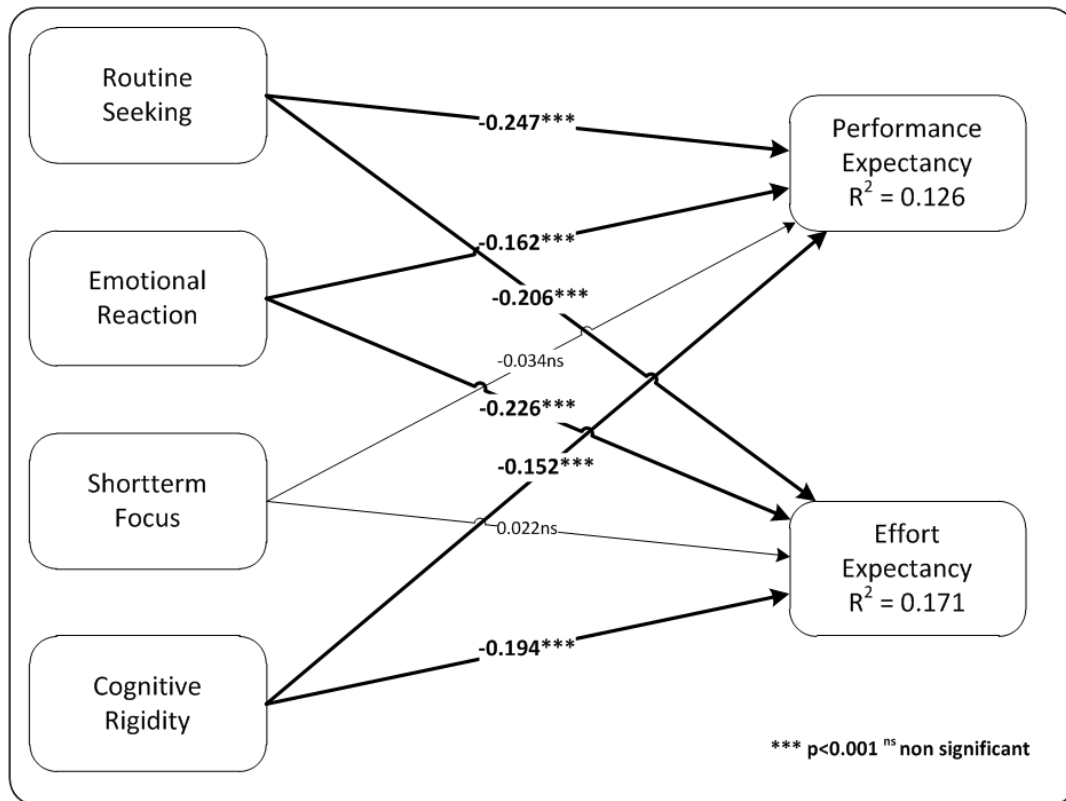 Routine
Seeking
-0.247***
Performance
Expectancy
R² = 0.126
-0.162***
Emotional
Reaction
-0.206***
-0.034ns
-0.226***
Shortterm
Focus
-0.152***
0.022ns
Effort
Expectancy
R² = 0.171
-0.194***
Cognitive
Rigidity
*** p<0.001 ns non significant